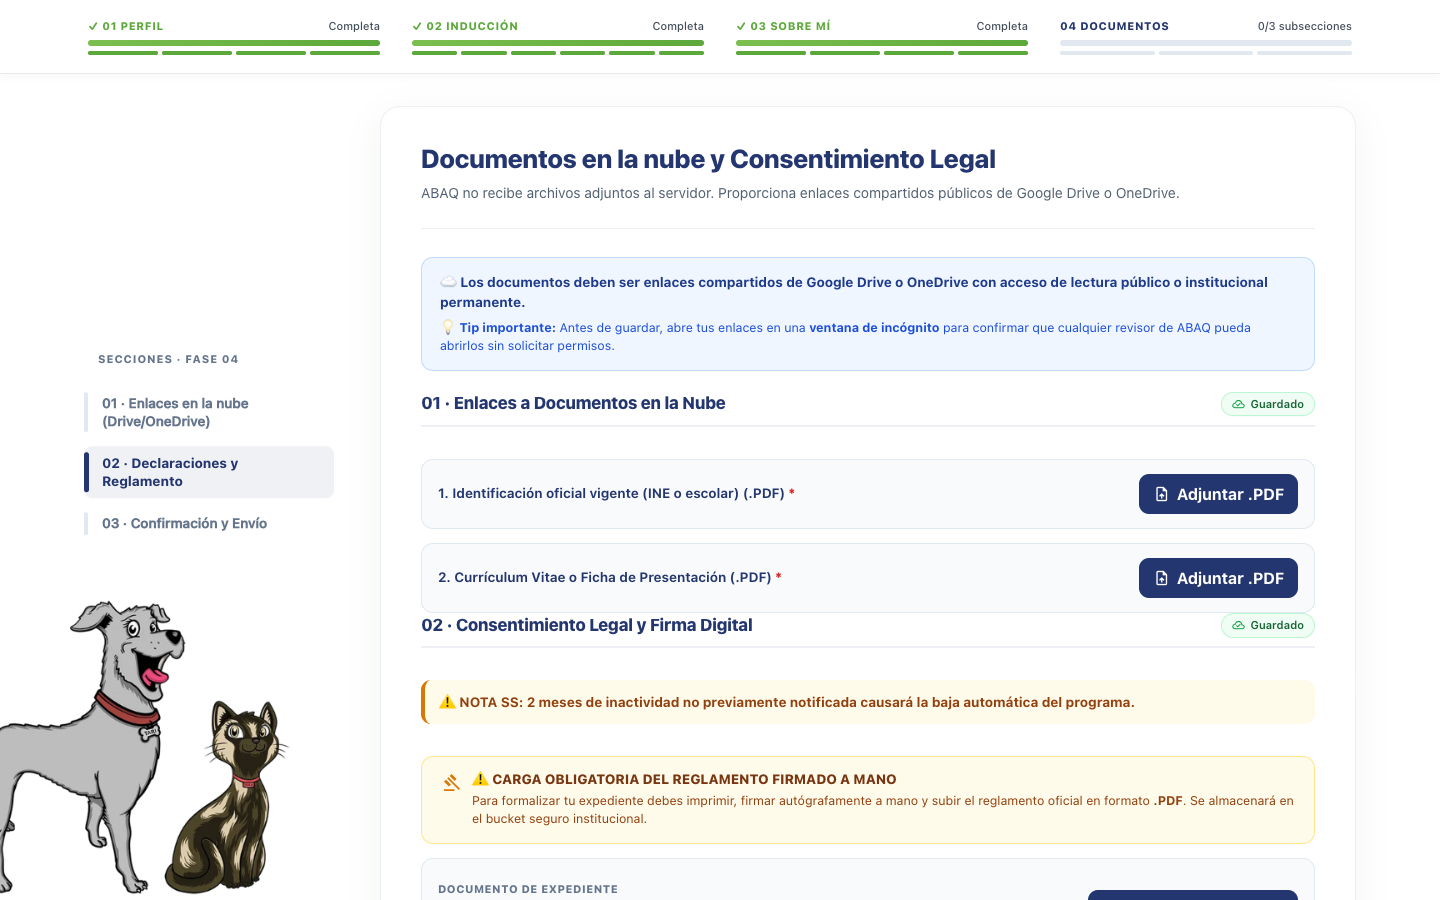 01 PERFIL
Completa
02 INDUCCIÓN
Completa
03 SOBRE MÍ
Completa
04 DOCUMENTOS
0/3 subsecciones
SECCIONES · FASE 04
01 · Enlaces en la nube
(Drive/OneDrive)
02 · Declaraciones y
Reglamento
03 · Confirmación y Envío
Documentos en la nube y Consentimiento Legal
ABAQ no recibe archivos adjuntos al servidor. Proporciona enlaces compartidos públicos de Google Drive o OneDrive.
Los documentos deben ser enlaces compartidos de Google Drive o OneDrive con acceso de lectura público o institucional
permanente.
Tip importante: Antes de guardar, abre tus enlaces en una ventana de incógnito para confirmar que cualquier revisor de ABAQ pueda
abrirlos sin solicitar permisos.
01 · Enlaces a Documentos en la Nube
Guardado
1. Identificación oficial vigente (INE o escolar) (.PDF) *
Adjuntar .PDF
2. Currículum Vitae o Ficha de Presentación (.PDF) *
Adjuntar .PDF
02 · Consentimiento Legal y Firma Digital
Guardado
NOTA SS: 2 meses de inactividad no previamente notificada causará la baja automática del programa.
CARGA OBLIGATORIA DEL REGLAMENTO FIRMADO A MANO
Para formalizar tu expediente debes imprimir, firmar autógrafamente a mano y subir el reglamento oficial en formato .PDF. Se almacenará en
el bucket seguro institucional.
DOCUMENTO DE EXPEDIENTE